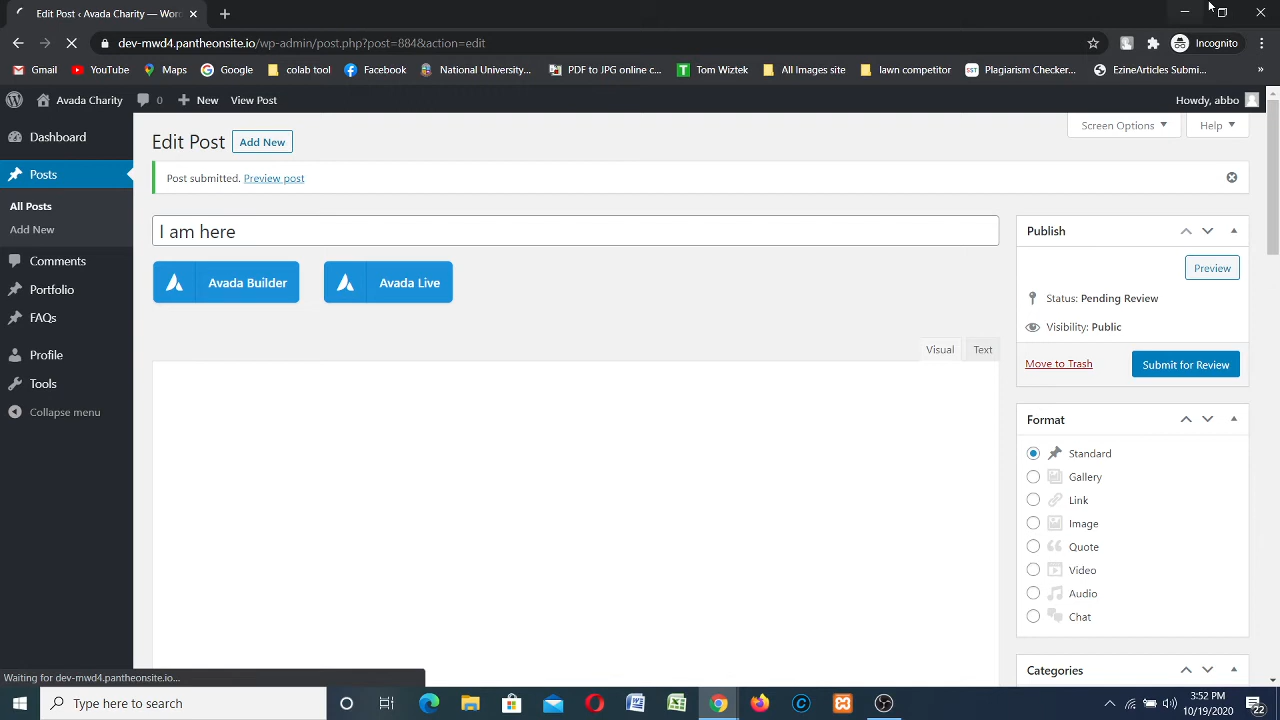 Edit Post ‹ Avada Charity — Wor
dev-mwd4.pantheonsite.io/wp-admin/post.php?post=884&action=edit
Incognito
Gmail
YouTube
Maps
Google
colab tool
Facebook
National University...
PDF to JPG online c...
Tom Wiztek
All Images site
lawn competitor
Plagiarism Checker...
EzineArticles Submi...
»
Avada Charity
0
New
View Post
Howdy, abbo
Dashboard
Posts
All Posts
Add New
Comments
Portfolio
FAQs
Profile
Tools
Collapse menu
Screen Options
Help
Edit Post
Add New
Post submitted. Preview post
I am here
Avada Builder
Avada Live
Visual
Text
Publish
Preview
Status: Pending Review
Visibility: Public
Move to Trash
Submit for Review
Format
Standard
Gallery
Link
Image
Quote
Video
Audio
Chat
Categories
Waiting for dev-mwd4.pantheonsite.io...
Type here to search
3:52 PM
10/19/2020
22